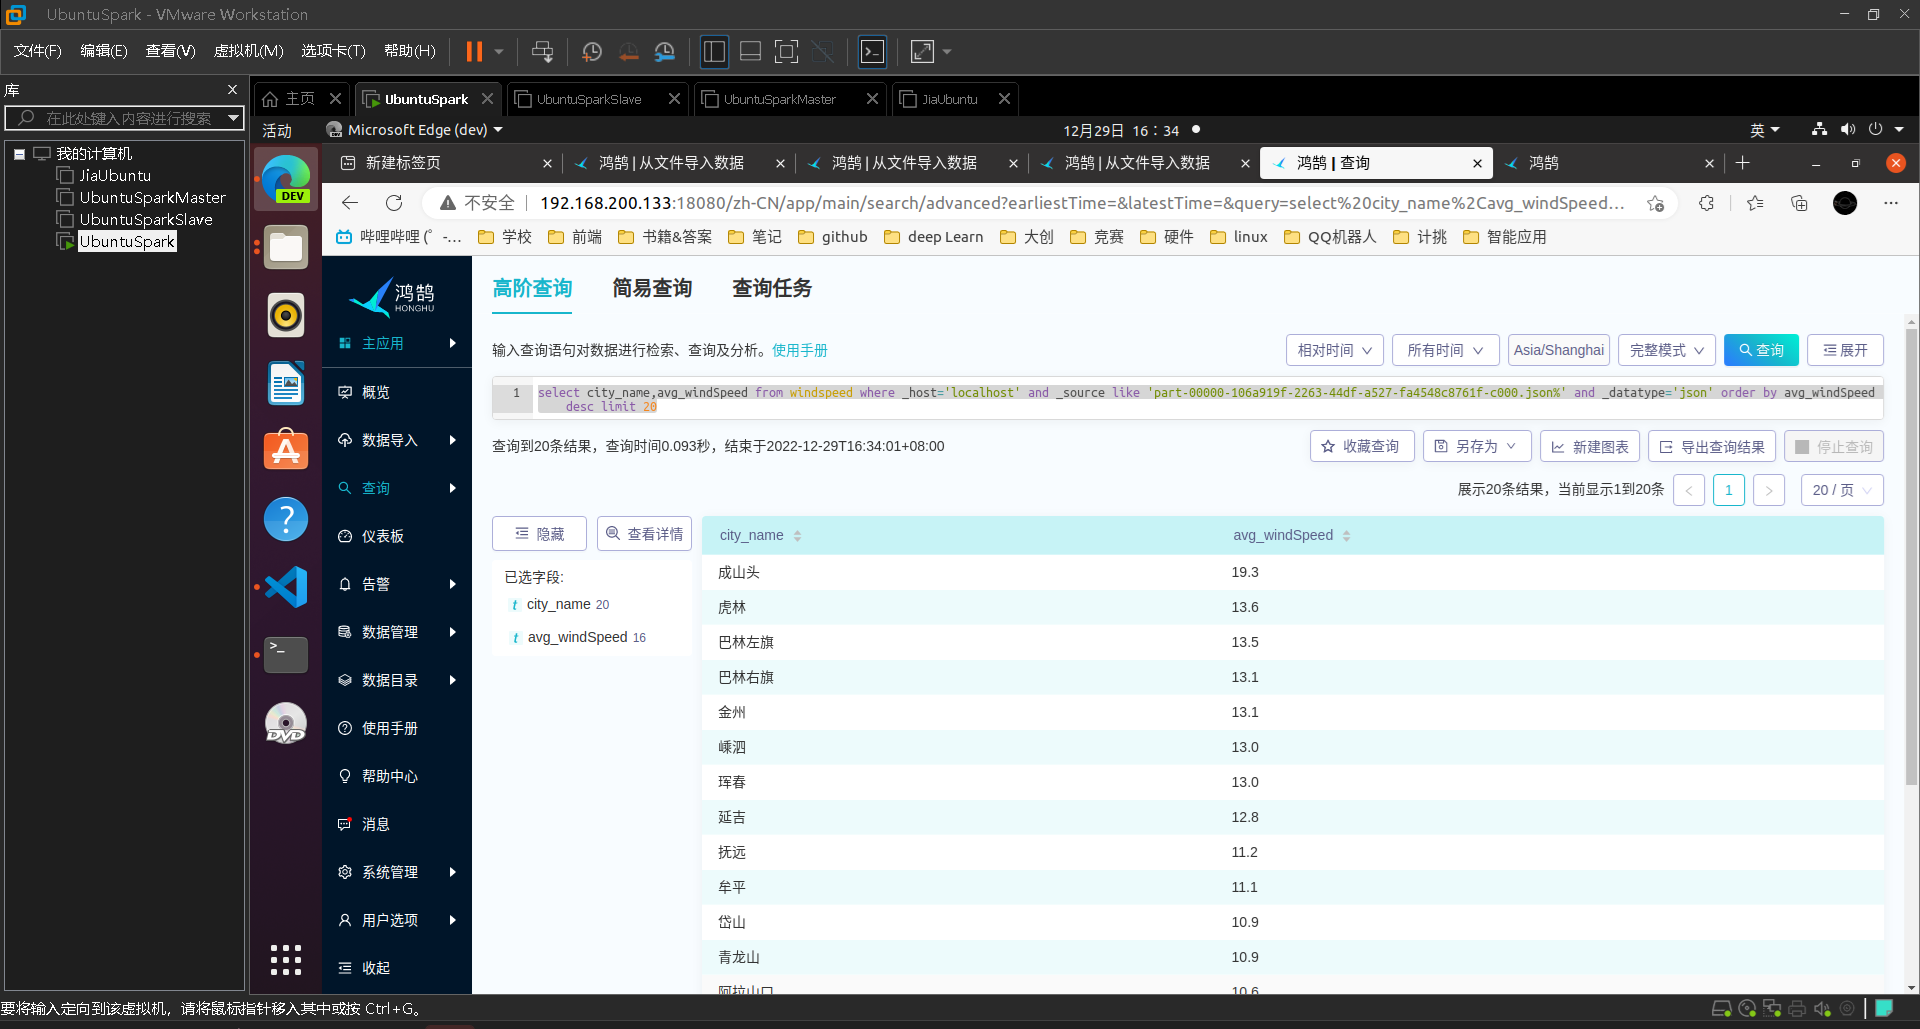 UbuntuSpark - VMware Workstation
文件(F) 编辑(E) 查看(V) 虚拟机(M) 选项卡(T) 帮助(H)
库
在此处键入内容进行搜索
我的计算机
JiaUbuntu
UbuntuSparkMaster
UbuntuSparkSlave
UbuntuSpark
主页 UbuntuSpark UbuntuSparkSlave UbuntuSparkMaster JiaUbuntu
活动 Microsoft Edge (dev) 12月29日 16：34 英
新建标签页 鸿鹄 | 从文件导入数据 鸿鹄 | 从文件导入数据 鸿鹄 | 从文件导入数据 鸿鹄 | 查询 鸿鹄
不安全 192.168.200.133:18080/zh-CN/app/main/search/advanced?earliestTime=&latestTime=&query=select%20city_name%2Cavg_windSpeed...
哔哩哔哩 (゜-... 学校 前端 书籍&答案 笔记 github deep Learn 大创 竞赛 硬件 linux QQ机器人 计挑 智能应用
DEV
DVD
鸿鹄
HONGHU
主应用
概览
数据导入
查询
仪表板
告警
数据管理
数据目录
使用手册
帮助中心
消息
系统管理
用户选项
收起
高阶查询 简易查询 查询任务
输入查询语句对数据进行检索、查询及分析。使用手册
相对时间 所有时间 Asia/Shanghai 完整模式 查询 展开
1 select city_name,avg_windSpeed from windspeed where _host='localhost' and _source like 'part-00000-106a919f-2263-44df-a527-fa4548c8761f-c000.json%' and _datatype='json' order by avg_windSpeed
desc limit 20
查询到20条结果，查询时间0.093秒，结束于2022-12-29T16:34:01+08:00
收藏查询 另存为 新建图表 导出查询结果 停止查询
展示20条结果，当前显示1到20条 1 20 / 页
隐藏 查看详情
已选字段:
t city_name 20
t avg_windSpeed 16
city_name avg_windSpeed
成山头 19.3
虎林 13.6
巴林左旗 13.5
巴林右旗 13.1
金州 13.1
嵊泗 13.0
珲春 13.0
延吉 12.8
抚远 11.2
牟平 11.1
岱山 10.9
青龙山 10.9
阿拉山口 10.6
要将输入定向到该虚拟机，请将鼠标指针移入其中或按 Ctrl+G。